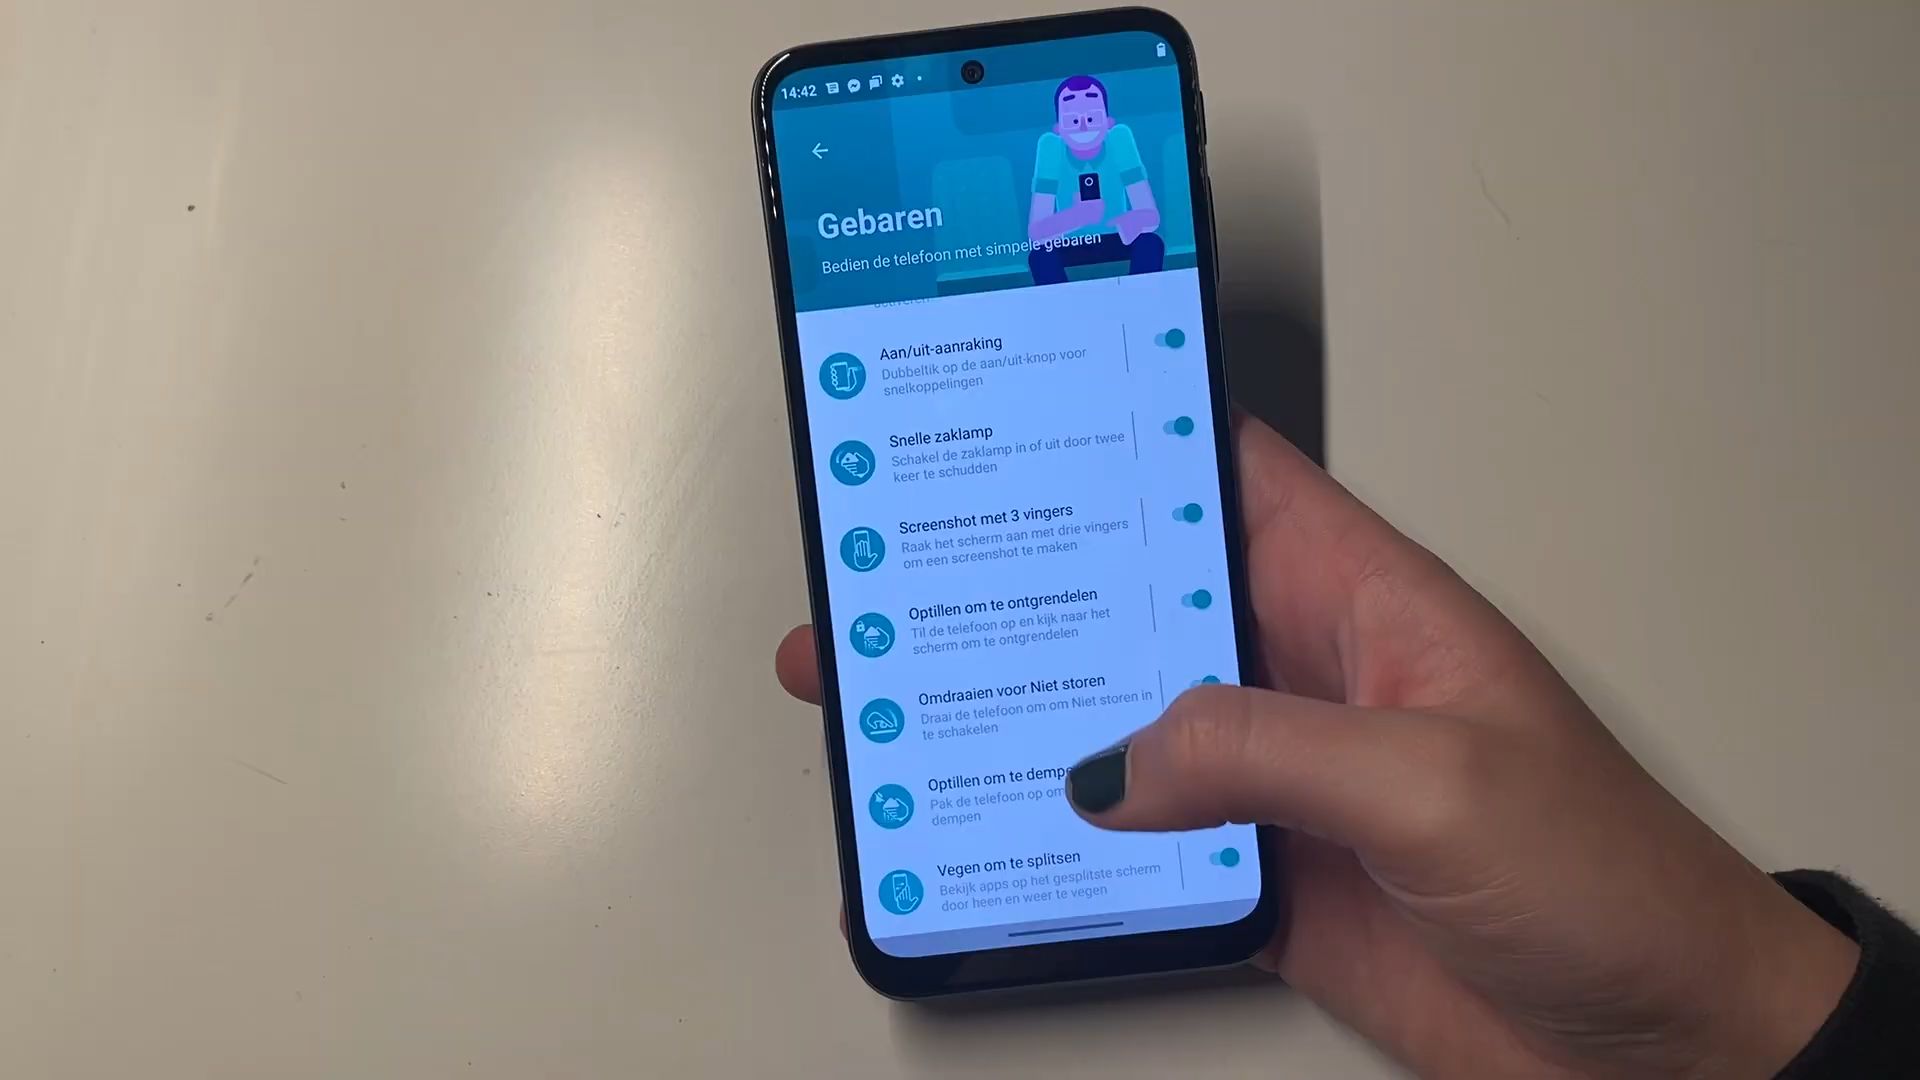 14:42
Gebaren
Bedien de telefoon met simpele gebaren
Aan/uit-aanraking
Dubbeltik op de aan/uit-knop voor
snelkoppelingen
Snelle zaklamp
Schakel de zaklamp in of uit door twee
keer te schudden
Screenshot met 3 vingers
Raak het scherm aan met drie vingers
om een screenshot te maken
Optillen om te ontgrendelen
Til de telefoon op en kijk naar het
scherm om te ontgrendelen
Omdraaien voor Niet storen
Draai de telefoon om om Niet storen in
te schakelen
Optillen om te
Pak de telefoon op om
dempen
Vegen om te splitsen
Bekijk apps op het gesplitste scherm
door heen en weer te vegen